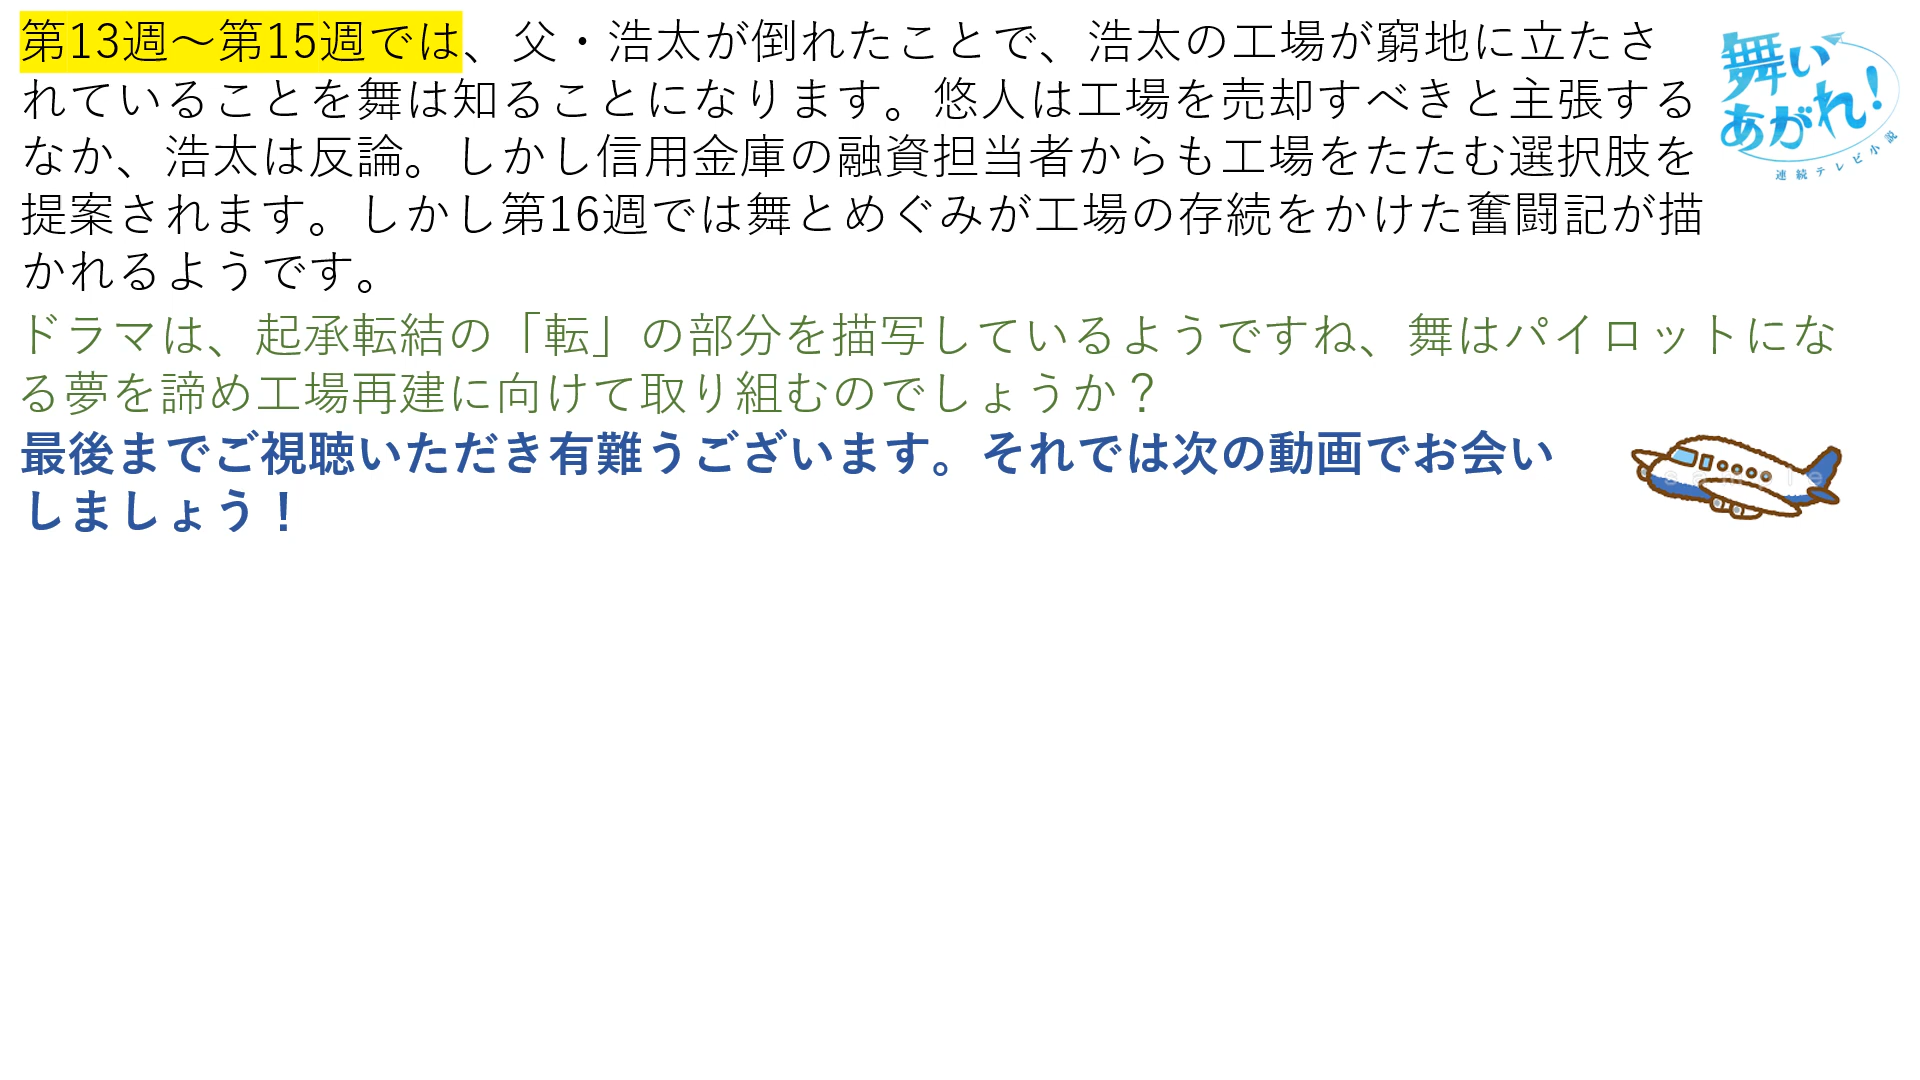 第13週～第15週では、父・浩太が倒れたことで、浩太の工場が窮地に立たさ
れていることを舞は知ることになります。悠人は工場を売却すべきと主張する
なか、浩太は反論。しかし信用金庫の融資担当者からも工場をたたむ選択肢を
提案されます。しかし第16週では舞とめぐみが工場の存続をかけた奮闘記が描
かれるようです。
舞い
あがれ！
連続テレビ小説
ドラマは、起承転結の「転」の部分を描写しているようですね、舞はパイロットにな
る夢を諦め工場再建に向けて取り組むのでしょうか？
最後までご視聴いただき有難うございます。それでは次の動画でお会い
しましょう！